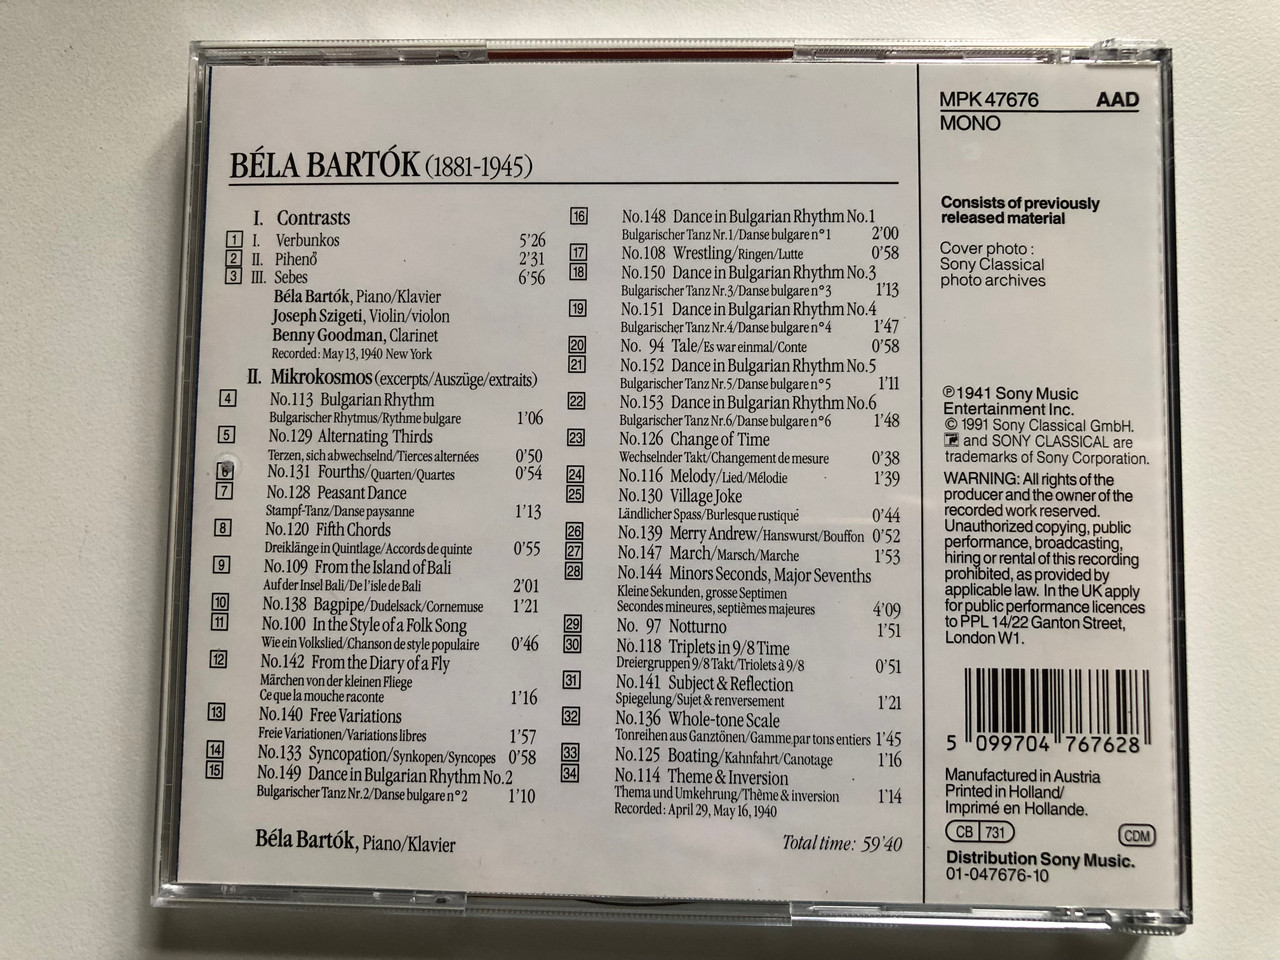 BÉLA BARTÓK (1881-1945)
I. Contrasts
1 I. Verbunkos 5'26
2 II. Pihenő 2'31
3 III. Sebes 6'56
Béla Bartók, Piano/Klavier
Joseph Szigeti, Violin/violon
Benny Goodman, Clarinet
Recorded: May 13, 1940 New York
II. Mikrokosmos (excerpts/Auszüge/extraits)
4 No.113 Bulgarian Rhythm
Bulgarischer Rhytmus/Rythme bulgare 1'06
5 No.129 Alternating Thirds
Terzen, sich abwechselnd/Tierces alternées 0'50
6 No.131 Fourths/Quarten/Quartes 0'54
7 No.128 Peasant Dance
Stampf-Tanz/Danse paysanne 1'13
8 No.120 Fifth Chords
Dreiklänge in Quintlage/Accords de quinte 0'55
9 No.109 From the Island of Bali
Auf der Insel Bali/De l'isle de Bali 2'01
10 No.138 Bagpipe/Dudelsack/Cornemuse 1'21
11 No.100 In the Style of a Folk Song
Wie ein Volkslied/Chanson de style populaire 0'46
12 No.142 From the Diary of a Fly
Märchen von der kleinen Fliege
Ce que la mouche raconte 1'16
13 No.140 Free Variations
Freie Variationen/Variations libres 1'57
14 No.133 Syncopation/Synkopen/Syncopes 0'58
15 No.149 Dance in Bulgarian Rhythm No.2
Bulgarischer Tanz Nr.2/Danse bulgare n°2 1'10
Béla Bartók, Piano/Klavier
16 No.148 Dance in Bulgarian Rhythm No.1
Bulgarischer Tanz Nr.1/Danse bulgare n°1 2'00
17 No.108 Wrestling/Ringen/Lutte 0'58
18 No.150 Dance in Bulgarian Rhythm No.3
Bulgarischer Tanz Nr.3/Danse bulgare n°3 1'13
19 No.151 Dance in Bulgarian Rhythm No.4
Bulgarischer Tanz Nr.4/Danse bulgare n°4 1'47
20 No. 94 Tale/Es war einmal/Conte 0'58
21 No.152 Dance in Bulgarian Rhythm No.5
Bulgarischer Tanz Nr.5/Danse bulgare n°5 1'11
22 No.153 Dance in Bulgarian Rhythm No.6
Bulgarischer Tanz Nr.6/Danse bulgare n°6 1'48
23 No.126 Change of Time
Wechselnder Takt/Changement de mesure 0'38
24 No.116 Melody/Lied/Mélodie 1'39
25 No.130 Village Joke
Ländlicher Spass/Burlesque rustique 0'44
26 No.139 Merry Andrew/Hanswurst/Bouffon 0'52
27 No.147 March/Marsch/Marche 1'53
28 No.144 Minors Seconds, Major Sevenths
Kleine Sekunden, grosse Septimen
Secondes mineures, septièmes majeures 4'09
29 No. 97 Notturno 1'51
30 No.118 Triplets in 9/8 Time
Dreiergruppen 9/8 Takt/Triolets à 9/8 0'51
31 No.141 Subject & Reflection
Spiegelung/Sujet & renversement 1'21
32 No.136 Whole-tone Scale
Tonreihen aus Ganztönen/Gamme, par tons entiers 1'45
33 No.125 Boating/Kahnfahrt/Canotage 1'16
34 No.114 Theme & Inversion
Thema und Umkehrung/Thème & inversion 1'14
Recorded: April 29, May 16, 1940
Total time: 59'40
MPK 47676 AAD
MONO
Consists of previously
released material
Cover photo :
Sony Classical
photo archives
℗ 1941 Sony Music
Entertainment Inc.
© 1991 Sony Classical GmbH.
and SONY CLASSICAL are
trademarks of Sony Corporation.
WARNING: All rights of the
producer and the owner of the
recorded work reserved.
Unauthorized copying, public
performance, broadcasting,
hiring or rental of this recording
prohibited, as provided by
applicable law. In the UK apply
for public performance licences
to PPL 14/22 Ganton Street,
London W1.
5 099704 767628
Manufactured in Austria
Printed in Holland/
Imprimé en Hollande.
CB 731 CDM
Distribution Sony Music.
01-047676-10